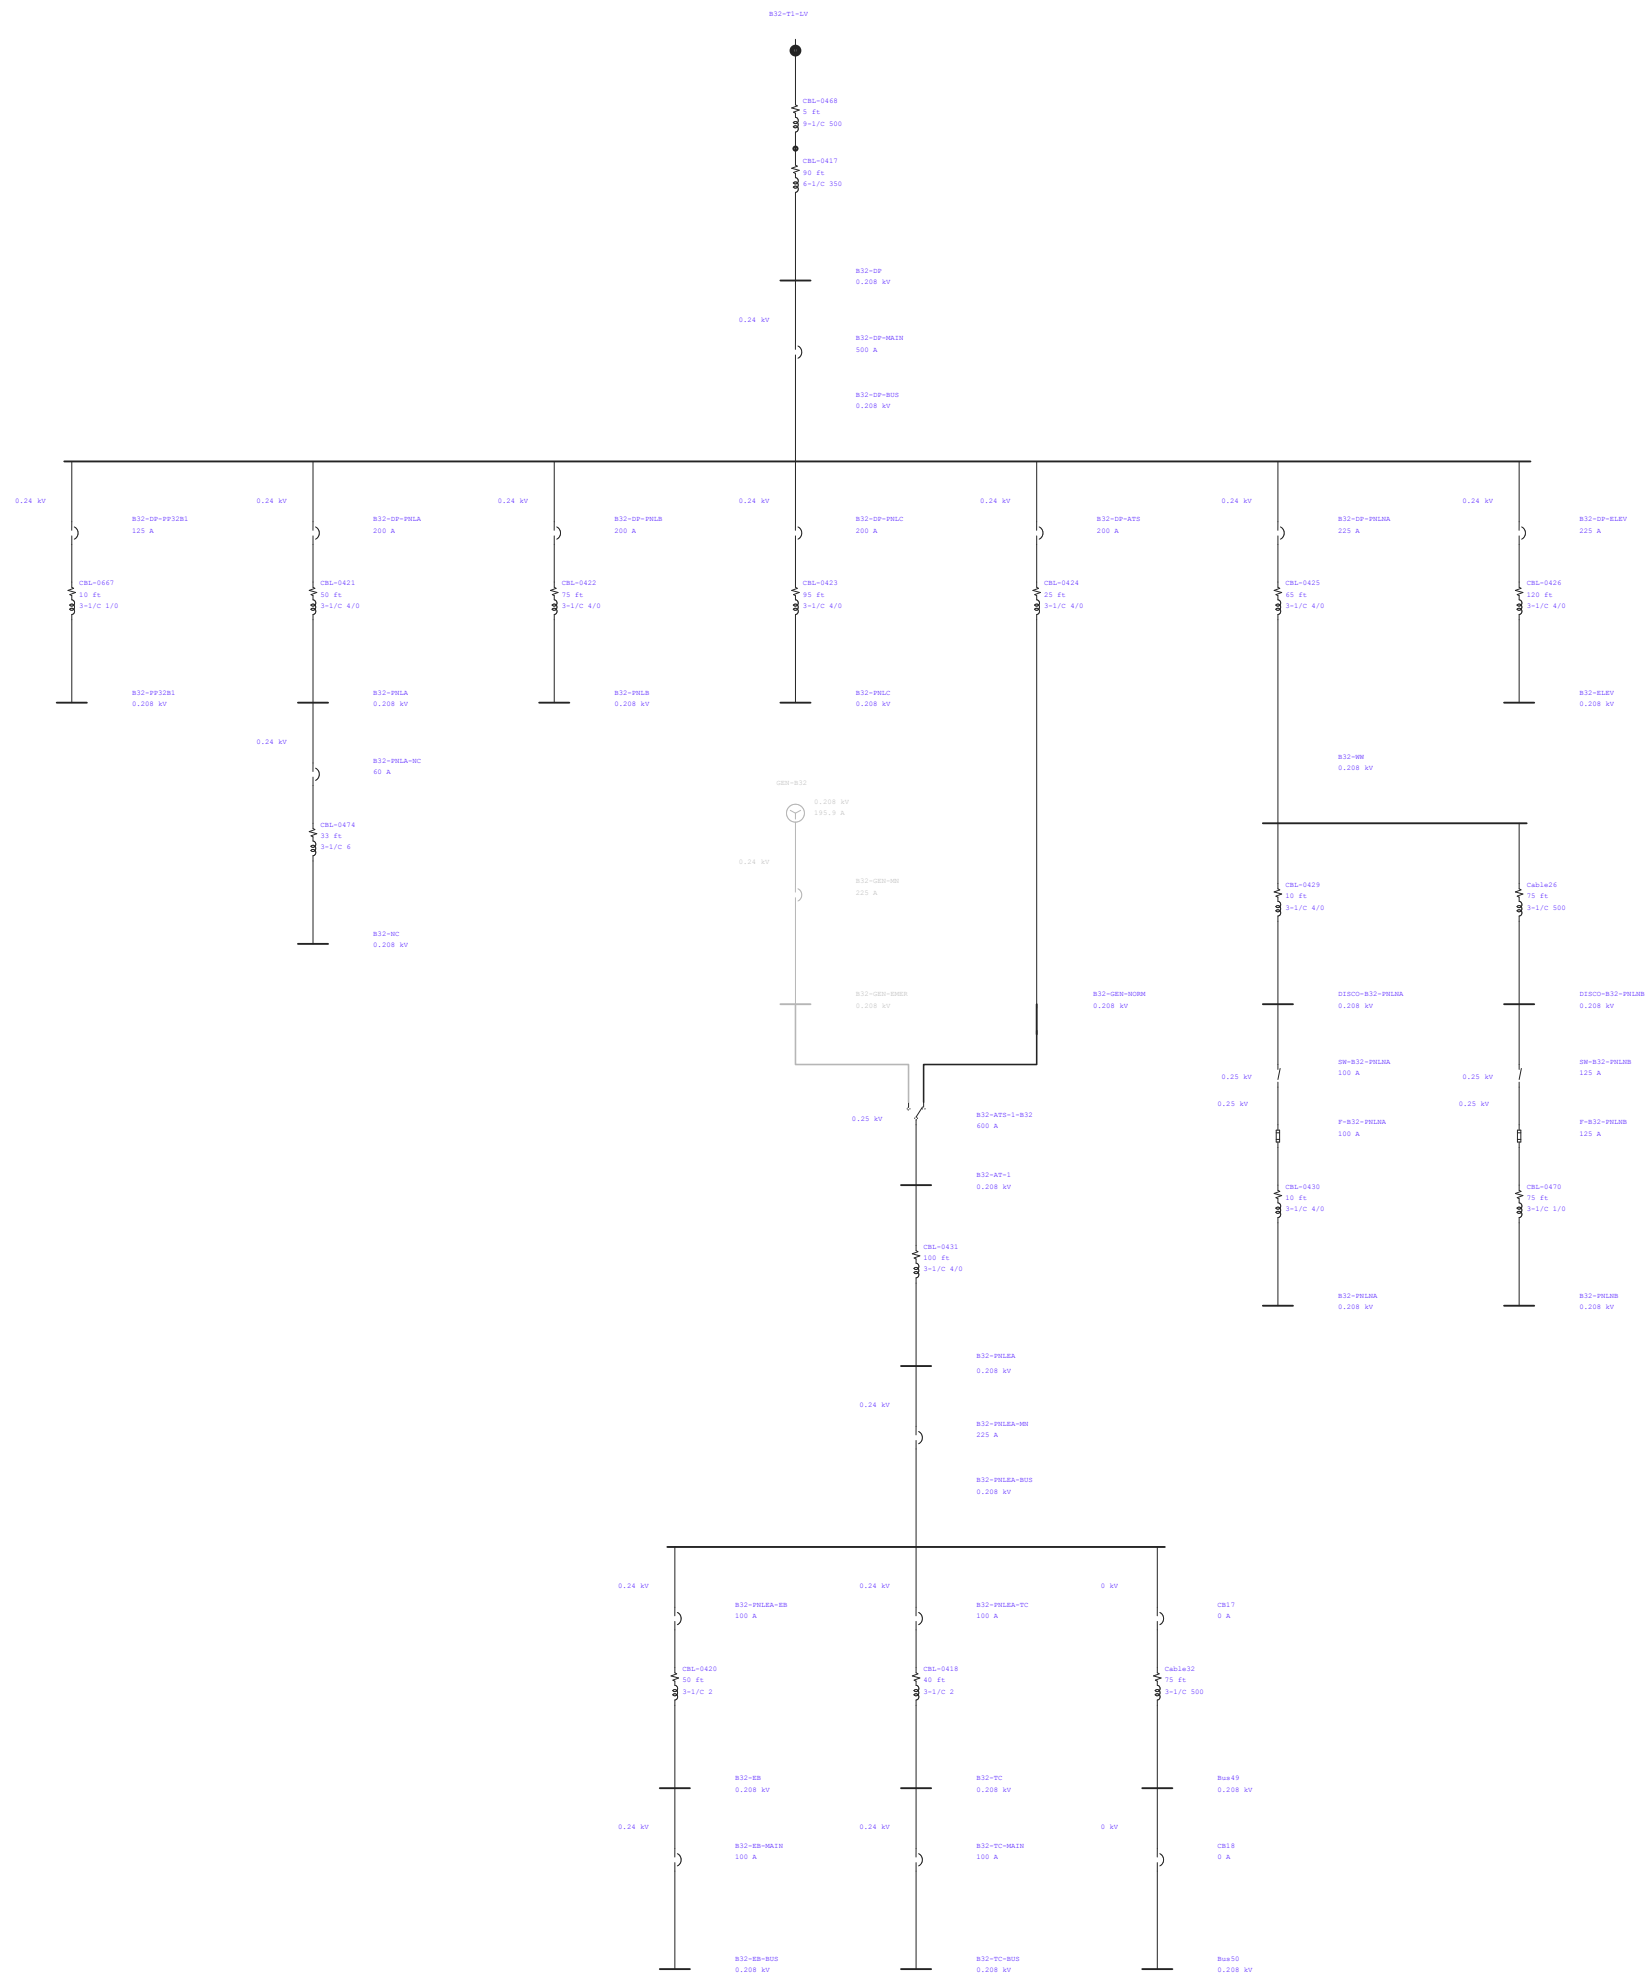 B32-T1-LV
CBL-0468
5 ft
9-1/C 500
CBL-0417
90 ft
6-1/C 350
B32-DP
0.208 kV
0.24 kV
B32-DP-MAIN
500 A
B32-DP-BUS
0.208 kV
0.24 kV
B32-DP-PP32B1
125 A
CBL-0667
10 ft
3-1/C 1/0
B32-PP32B1
0.208 kV
0.24 kV
B32-DP-PNLA
200 A
CBL-0421
50 ft
3-1/C 4/0
B32-PNLA
0.208 kV
0.24 kV
B32-PNLA-NC
60 A
CBL-0474
33 ft
3-1/C 6
B32-NC
0.208 kV
0.24 kV
B32-DP-PNLB
200 A
CBL-0422
75 ft
3-1/C 4/0
B32-PNLB
0.208 kV
0.24 kV
B32-DP-PNLC
200 A
CBL-0423
95 ft
3-1/C 4/0
B32-PNLC
0.208 kV
0.24 kV
B32-DP-ATS
200 A
CBL-0424
25 ft
3-1/C 4/0
0.24 kV
B32-DP-PNLNA
225 A
CBL-0425
65 ft
3-1/C 4/0
0.24 kV
B32-DP-ELEV
225 A
CBL-0426
120 ft
3-1/C 4/0
B32-ELEV
0.208 kV
GEN-B32
0.208 kV
195.9 A
0.24 kV
B32-GEN-MN
225 A
B32-GEN-EMER
0.208 kV
B32-GEN-NORM
0.208 kV
B32-WW
0.208 kV
CBL-0429
10 ft
3-1/C 4/0
DISCO-B32-PNLNA
0.208 kV
SW-B32-PNLNA
100 A
0.25 kV
0.25 kV
F-B32-PNLNA
100 A
CBL-0430
10 ft
3-1/C 4/0
B32-PNLNA
0.208 kV
Cable26
75 ft
3-1/C 500
DISCO-B32-PNLNB
0.208 kV
SW-B32-PNLNB
125 A
0.25 kV
0.25 kV
F-B32-PNLNB
125 A
CBL-0470
75 ft
3-1/C 1/0
B32-PNLNB
0.208 kV
0.25 kV
B32-ATS-1-B32
600 A
B32-AT-1
0.208 kV
CBL-0431
100 ft
3-1/C 4/0
B32-PNLEA
0.208 kV
0.24 kV
B32-PNLEA-MN
225 A
B32-PNLEA-BUS
0.208 kV
0.24 kV
B32-PNLEA-EB
100 A
CBL-0420
50 ft
3-1/C 2
B32-EB
0.208 kV
0.24 kV
B32-EB-MAIN
100 A
B32-EB-BUS
0.208 kV
0.24 kV
B32-PNLEA-TC
100 A
CBL-0418
40 ft
3-1/C 2
B32-TC
0.208 kV
0.24 kV
B32-TC-MAIN
100 A
B32-TC-BUS
0.208 kV
0 kV
CB17
0 A
Cable32
75 ft
3-1/C 500
Bus49
0.208 kV
0 kV
CB18
0 A
Bus50
0.208 kV